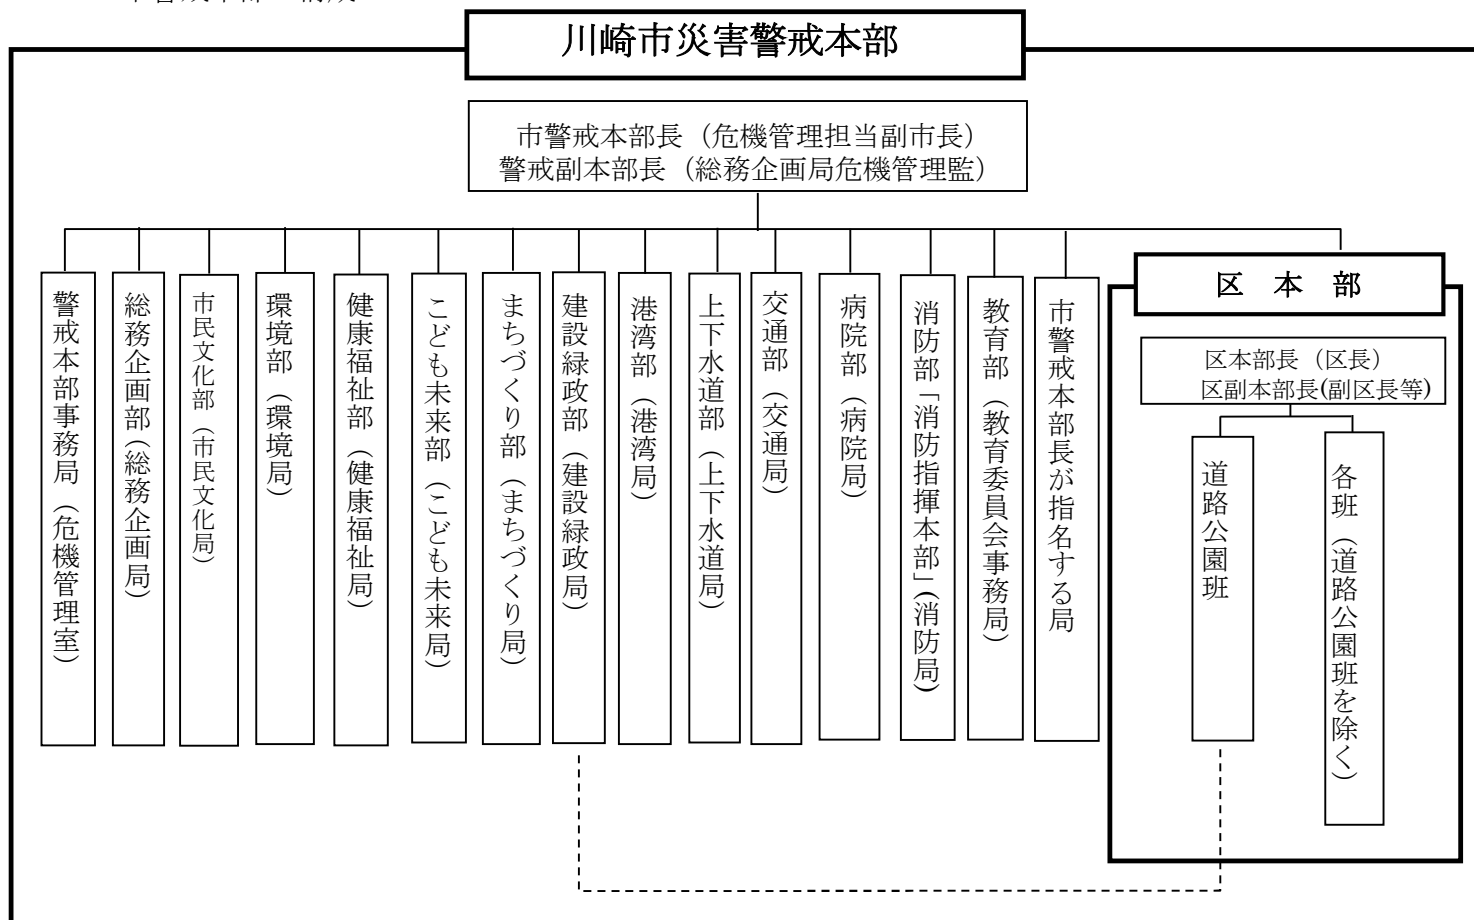 川崎市災害警戒本部
市警戒本部長（危機管理担当副市長）
警戒副本部長（総務企画局危機管理監）
警戒本部事務局（危機管理室）
総務企画部（総務企画局）
市民文化部（市民文化局）
環境部（環境局）
健康福祉部（健康福祉局）
こども未来部（こども未来局）
まちづくり部（まちづくり局）
建設緑政部（建設緑政局）
港湾部（港湾局）
上下水道部（上下水道局）
交通部（交通局）
病院部（病院局）
消防部「消防指揮本部」（消防局）
教育部（教育委員会事務局）
市警戒本部長が指名する局
区 本 部
区本部長（区長）
区副本部長(副区長等)
道路公園班
各班（道路公園班を除く）